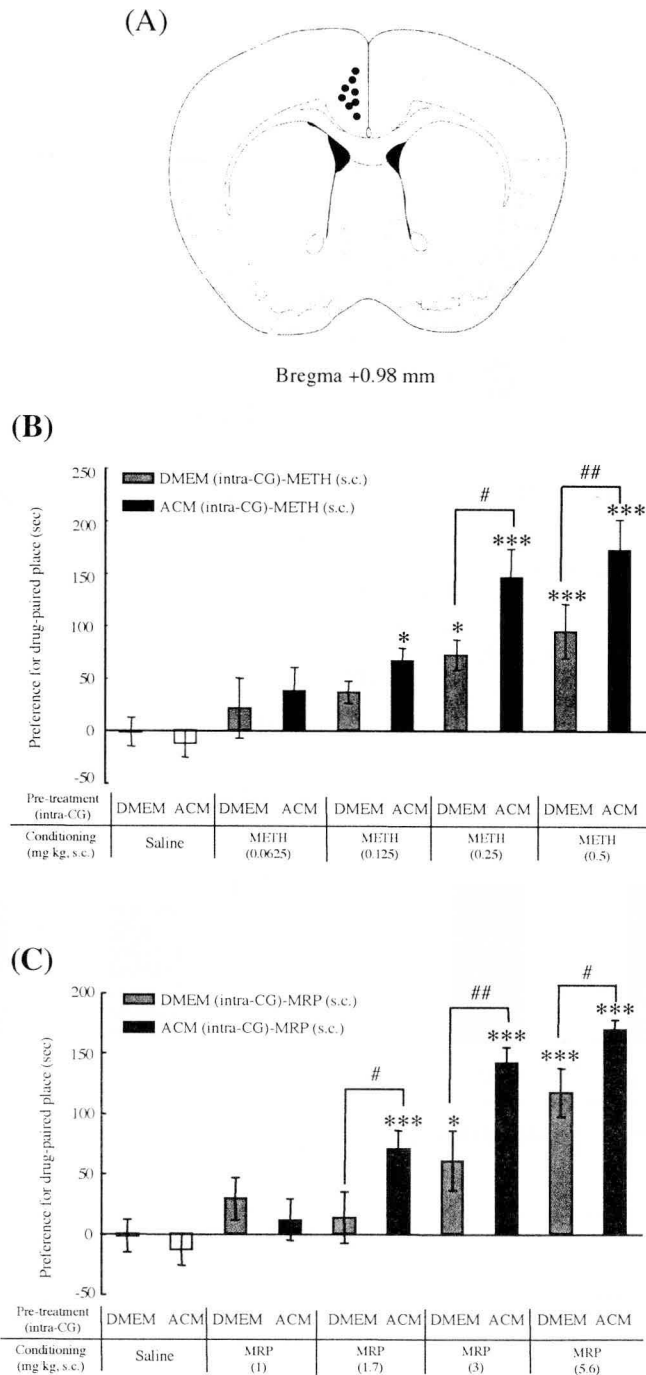 (A)
Bregma +0.98 mm
(B)
Preference for drug-paired place (sec)
250
200
150
100
50
0
-50
DMEM (intra-CG)-METH (s.c.)
ACM (intra-CG)-METH (s.c.)
*
*
***
#
***
***
##
Pre-treatment (intra-CG)
DMEM ACM DMEM ACM DMEM ACM DMEM ACM DMEM ACM
Conditioning (mg kg, s.c.)
Saline METH (0.0625) METH (0.125) METH (0.25) METH (0.5)
(C)
Preference for drug-paired place (sec)
200
150
100
50
0
-50
DMEM (intra-CG)-MRP (s.c.)
ACM (intra-CG)-MRP (s.c.)
#
***
*
##
***
***
#
***
Pre-treatment (intra-CG)
DMEM ACM DMEM ACM DMEM ACM DMEM ACM DMEM ACM
Conditioning (mg kg, s.c.)
Saline MRP (1) MRP (1.7) MRP (3) MRP (5.6)